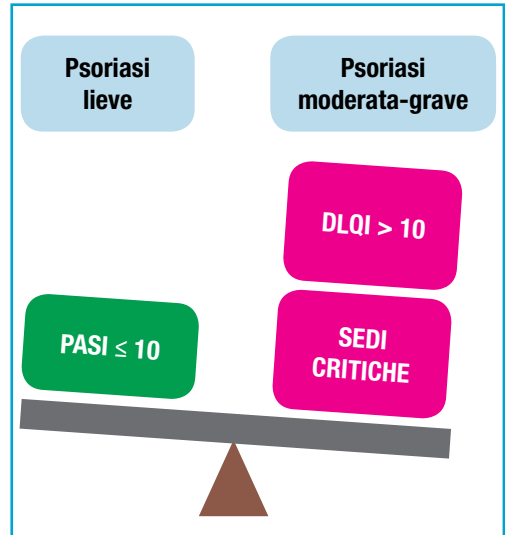 Psoriasi
lieve
Psoriasi
moderata-grave
DLQI > 10
PASI ≤ 10
SEDI
CRITICHE